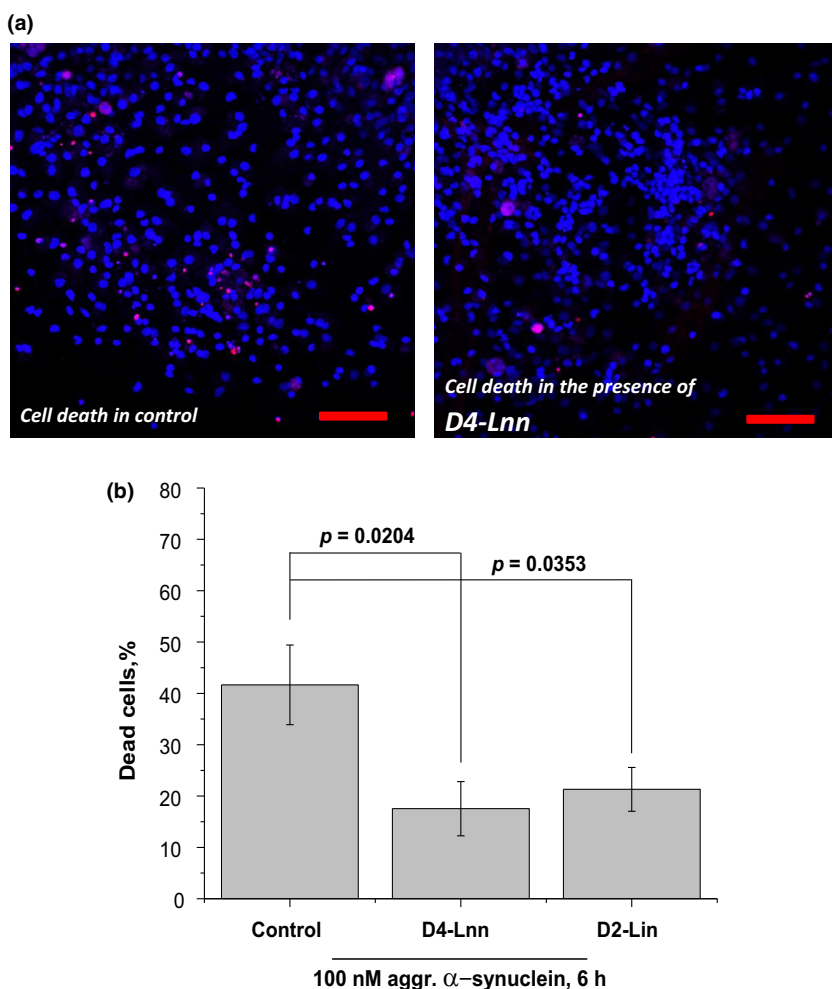 (a)
Cell death in control
Cell death in the presence of
D4-Lnn
(b)
80
70
60
50
40
30
20
10
0
Dead cells,%
p = 0.0204
p = 0.0353
Control
D4-Lnn
D2-Lin
100 nM aggr. α–synuclein, 6 h